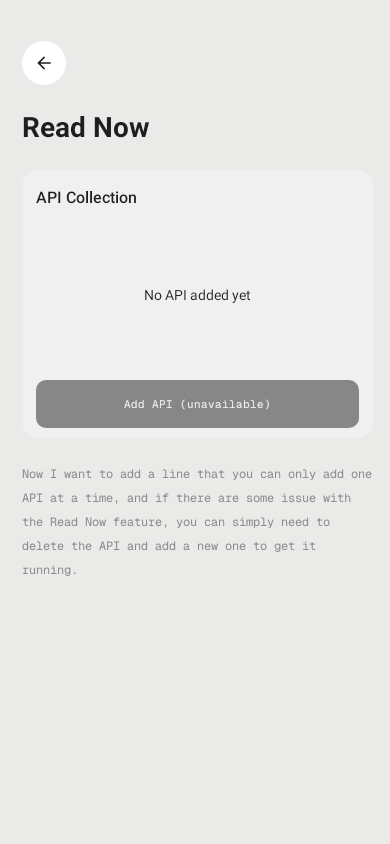 Read Now
API Collection
No API added yet
Add API (unavailable)
Now I want to add a line that you can only add one
API at a time, and if there are some issue with
the Read Now feature, you can simply need to
delete the API and add a new one to get it
running.